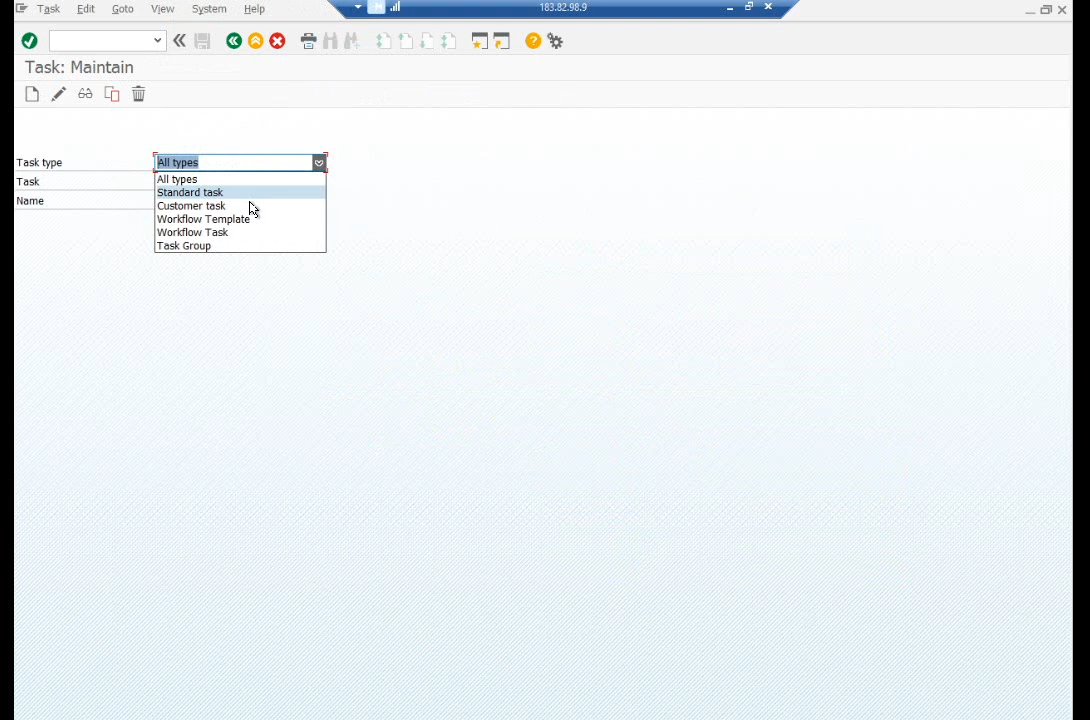 183.82.98.9
Task Edit Goto View System Help
Task: Maintain
Task type All types
Task
Name
All types
Standard task
Customer task
Workflow Template
Workflow Task
Task Group